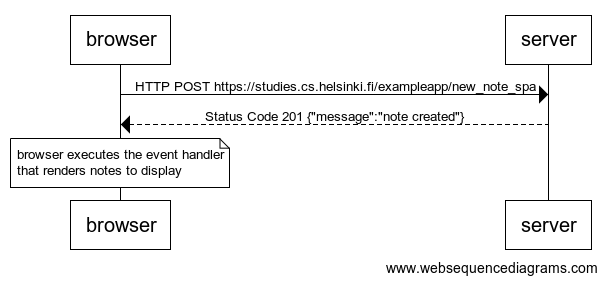 browser
server
HTTP POST https://studies.cs.helsinki.fi/exampleapp/new_note_spa
Status Code 201 {"message":"note created"}
browser executes the event handler
that renders notes to display
browser
server
www.websequencediagrams.com